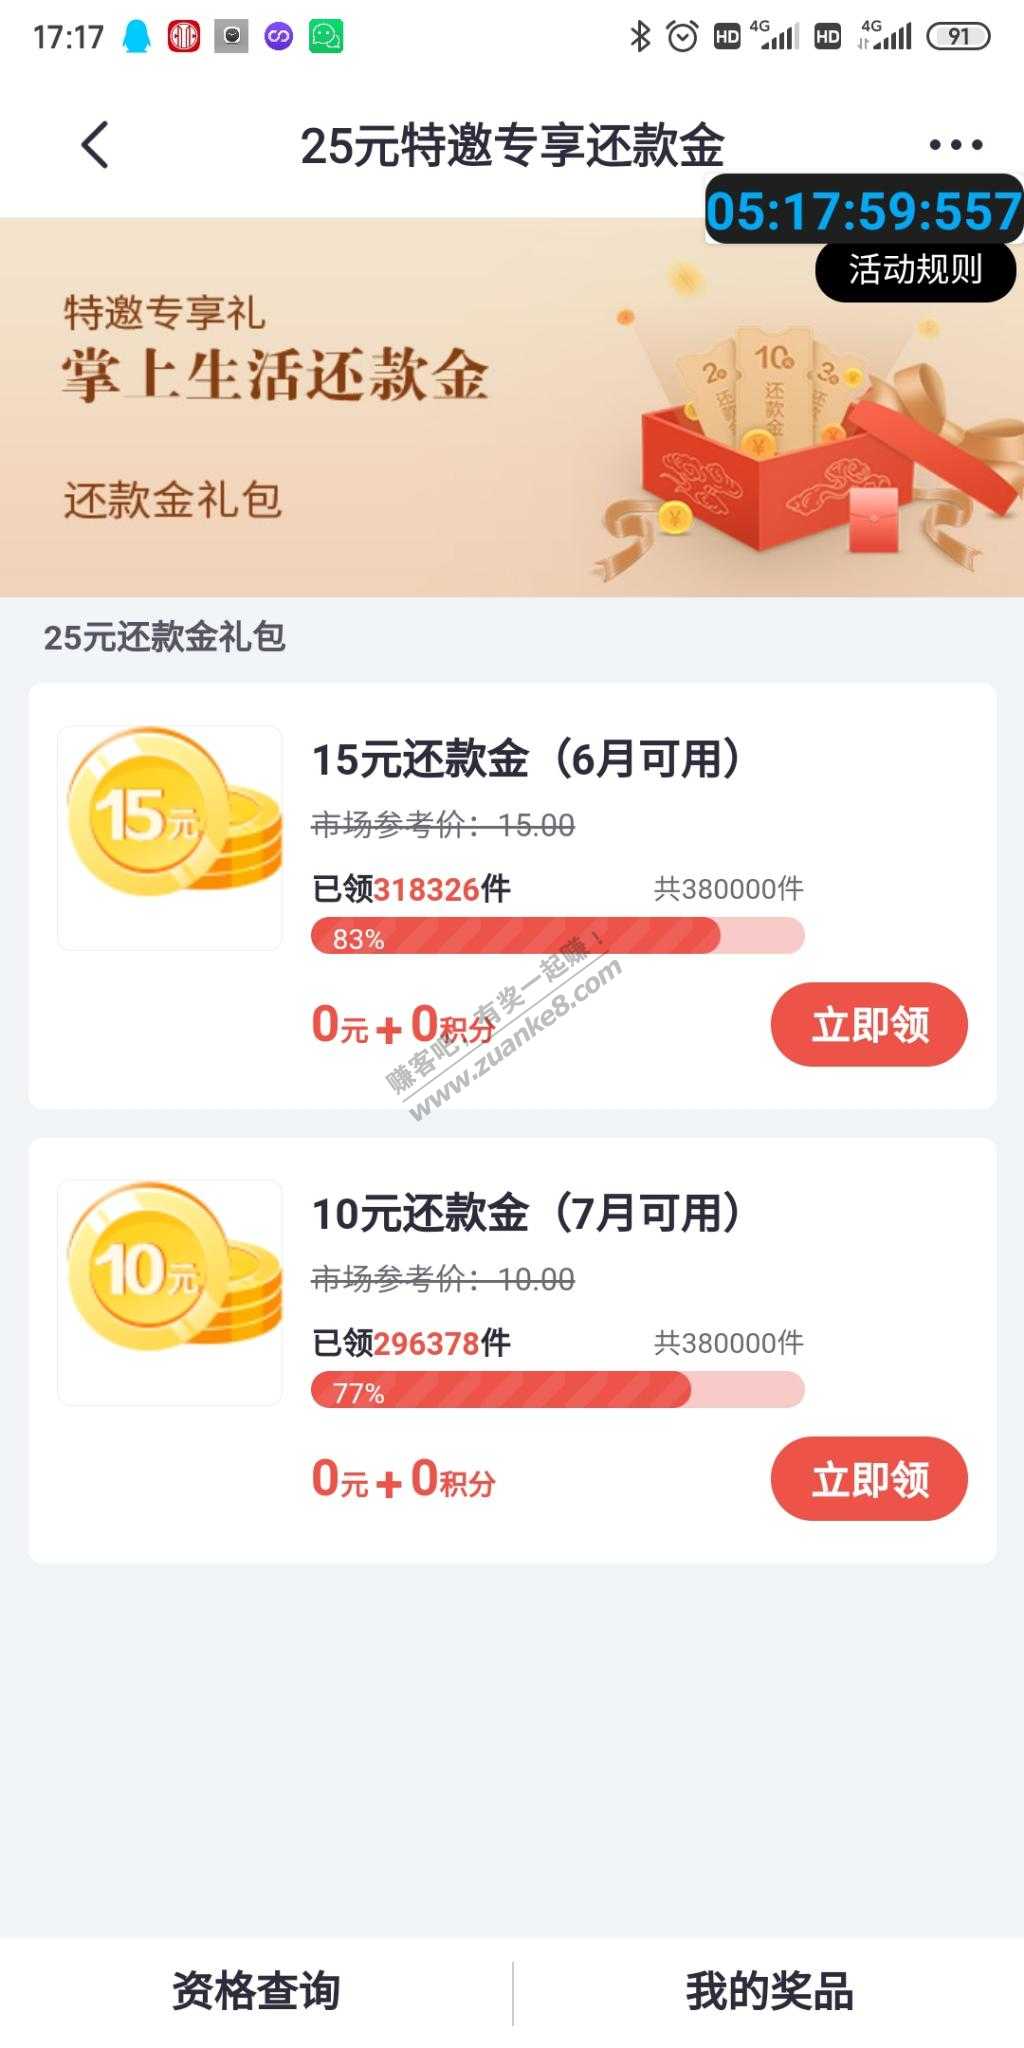 17:17
HD 4G HD 4G 91
25元特邀专享还款金
05:17:59:557
活动规则
特邀专享礼
掌上生活还款金
还款金礼包
25元还款金礼包
15元
15元还款金（6月可用）
市场参考价：15.00
已领318326件 共380000件
83%
0元+0积分
立即领
赚客吧，有奖一起赚！
www.zuanke8.com
10元
10元还款金（7月可用）
市场参考价：10.00
已领296378件 共380000件
77%
0元+0积分
立即领
资格查询
我的奖品